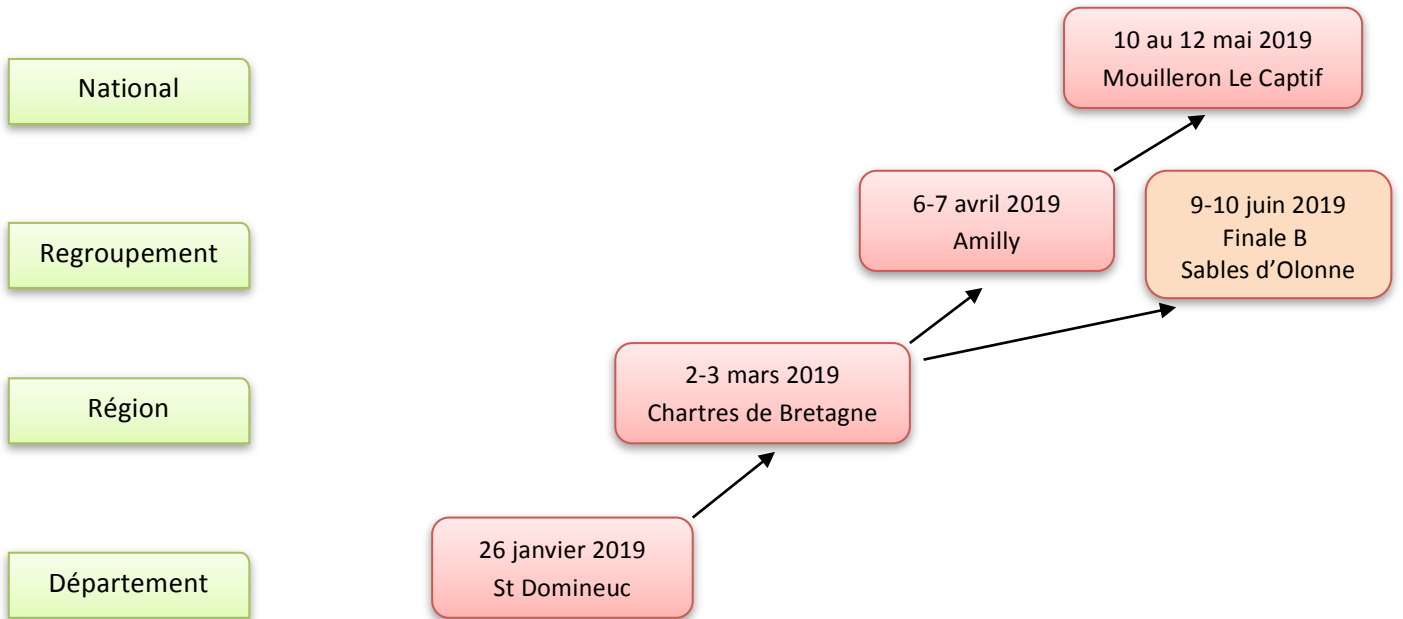 National
10 au 12 mai 2019
Mouilleron Le Captif
Regroupement
6-7 avril 2019
Amilly
9-10 juin 2019
Finale B
Sables d’Olonne
Région
2-3 mars 2019
Chartres de Bretagne
Département
26 janvier 2019
St Domineuc